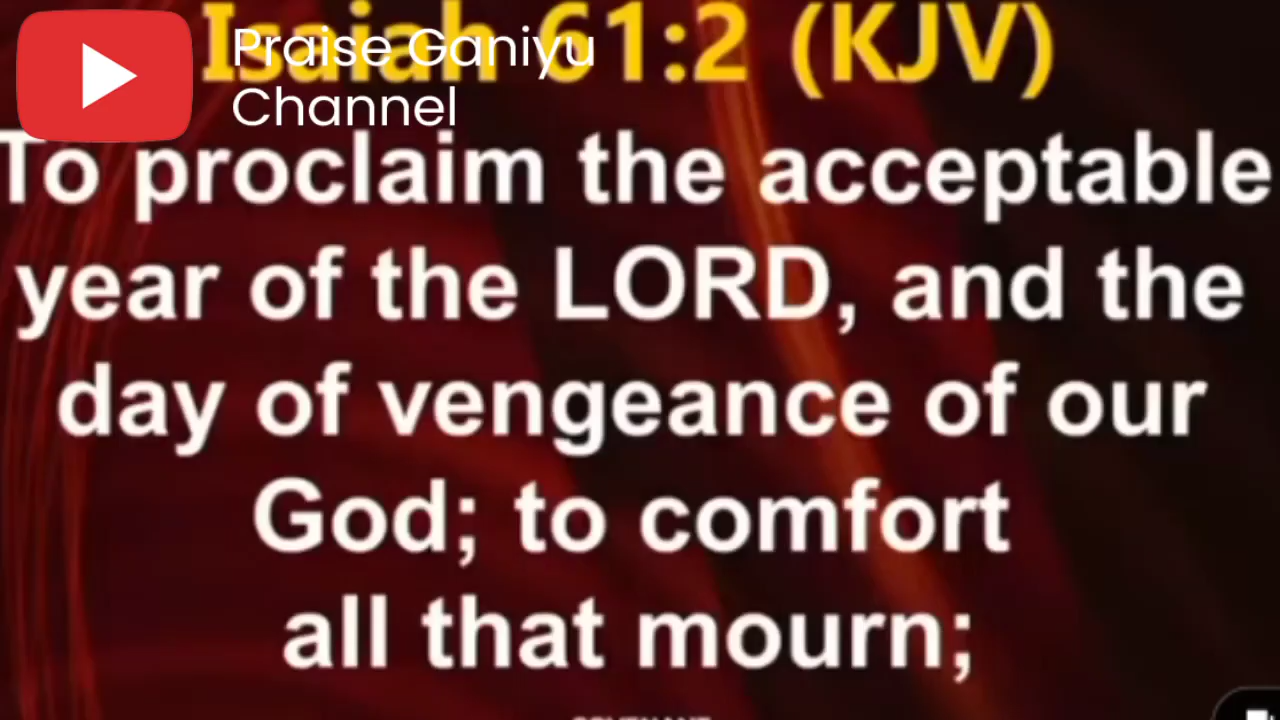 Isaiah 61:2 (KJV)
Praise Ganiyu
Channel
To proclaim the acceptable
year of the LORD, and the
day of vengeance of our
God; to comfort
all that mourn;